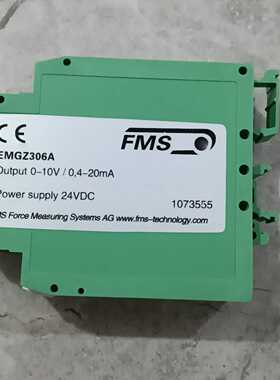 CE
FMS
EMGZ306A
Output 0-10V / 0,4-20mA
Power supply 24VDC
1073555
FMS Force Measuring Systems AG www.fms-technology.com